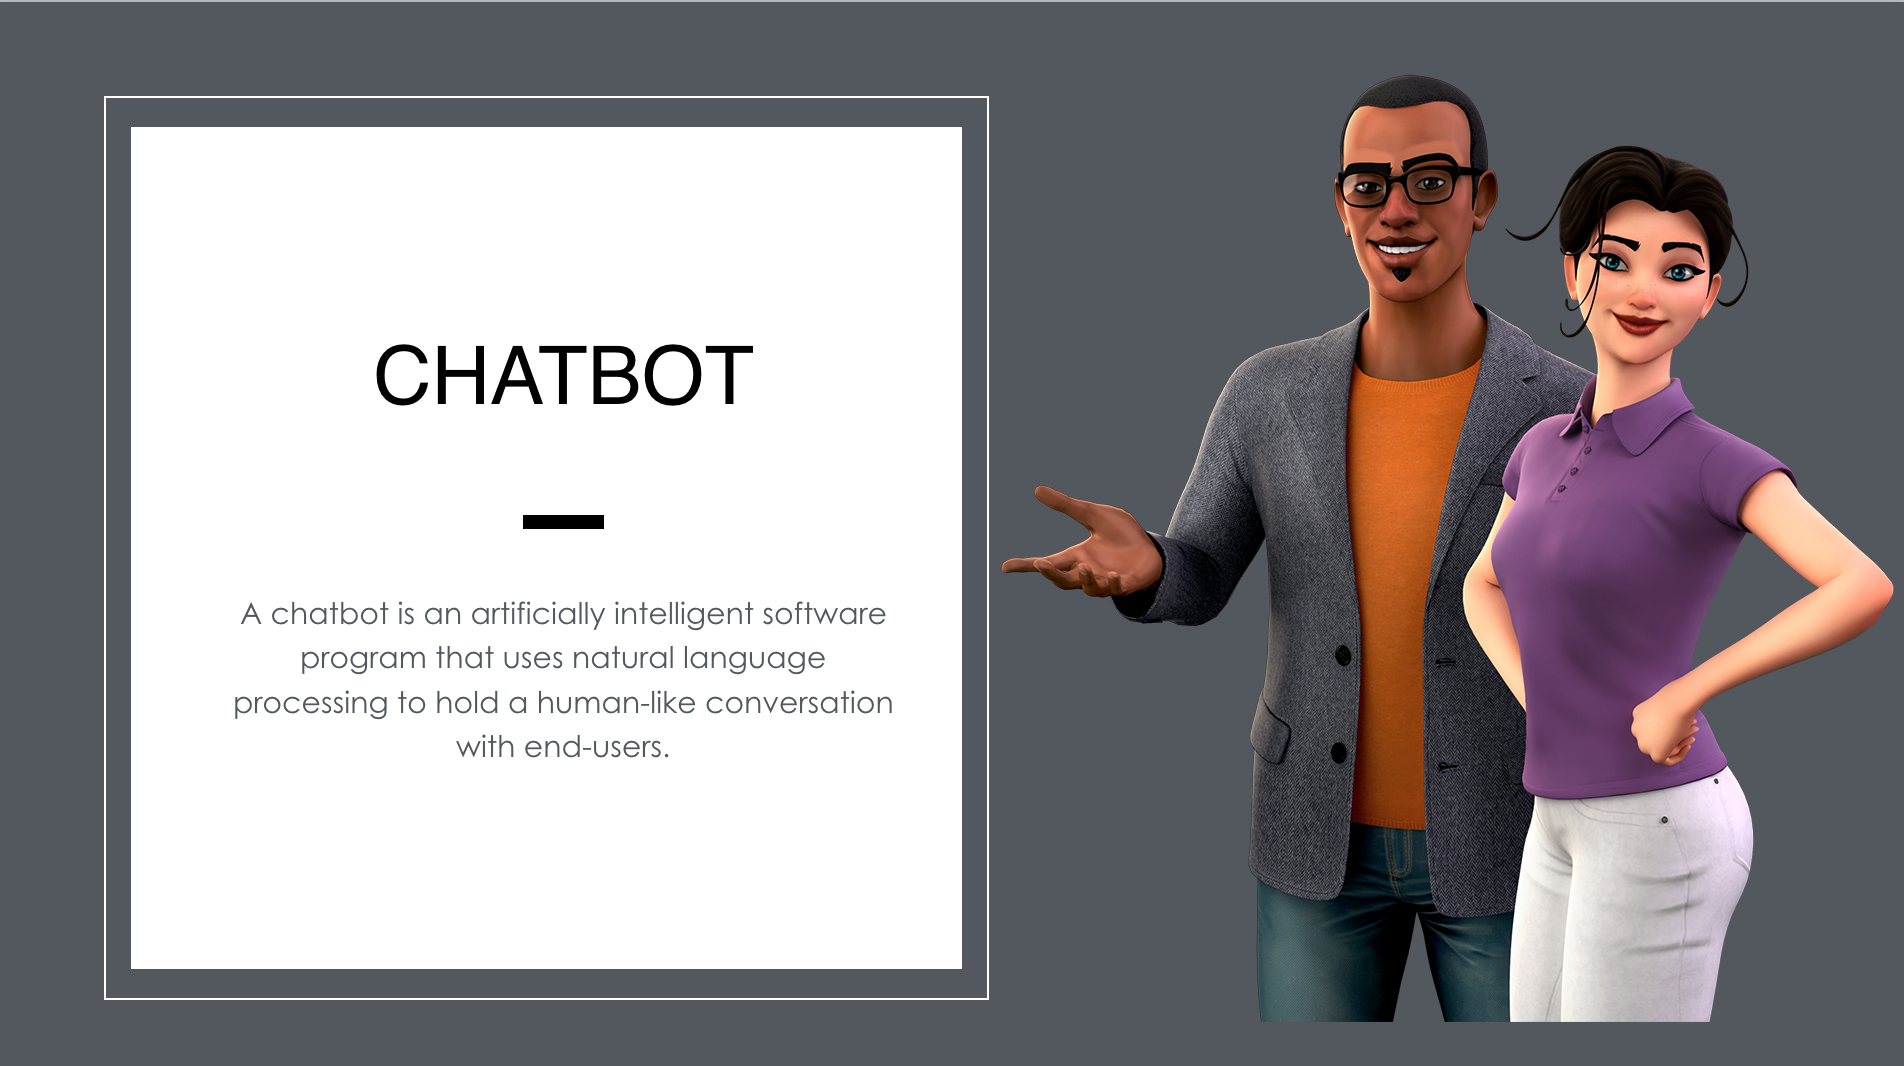 CHATBOT
A chatbot is an artificially intelligent software
program that uses natural language
processing to hold a human-like conversation
with end-users.